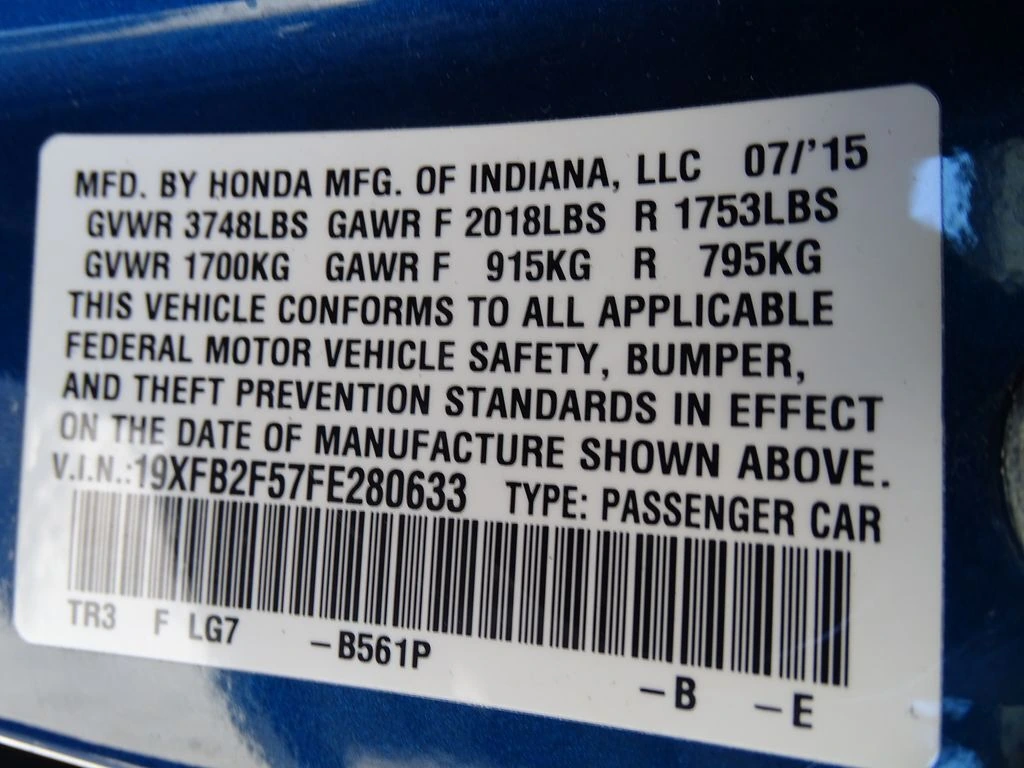 MFD. BY HONDA MFG. OF INDIANA, LLC 07/'15
GVWR 3748LBS GAWR F 2018LBS R 1753LBS
GVWR 1700KG GAWR F 915KG R 795KG
THIS VEHICLE CONFORMS TO ALL APPLICABLE
FEDERAL MOTOR VEHICLE SAFETY, BUMPER,
AND THEFT PREVENTION STANDARDS IN EFFECT
ON THE DATE OF MANUFACTURE SHOWN ABOVE.
V.I.N.:19XFB2F57FE280633 TYPE: PASSENGER CAR
TR3 F LG7 -B561P -B -E